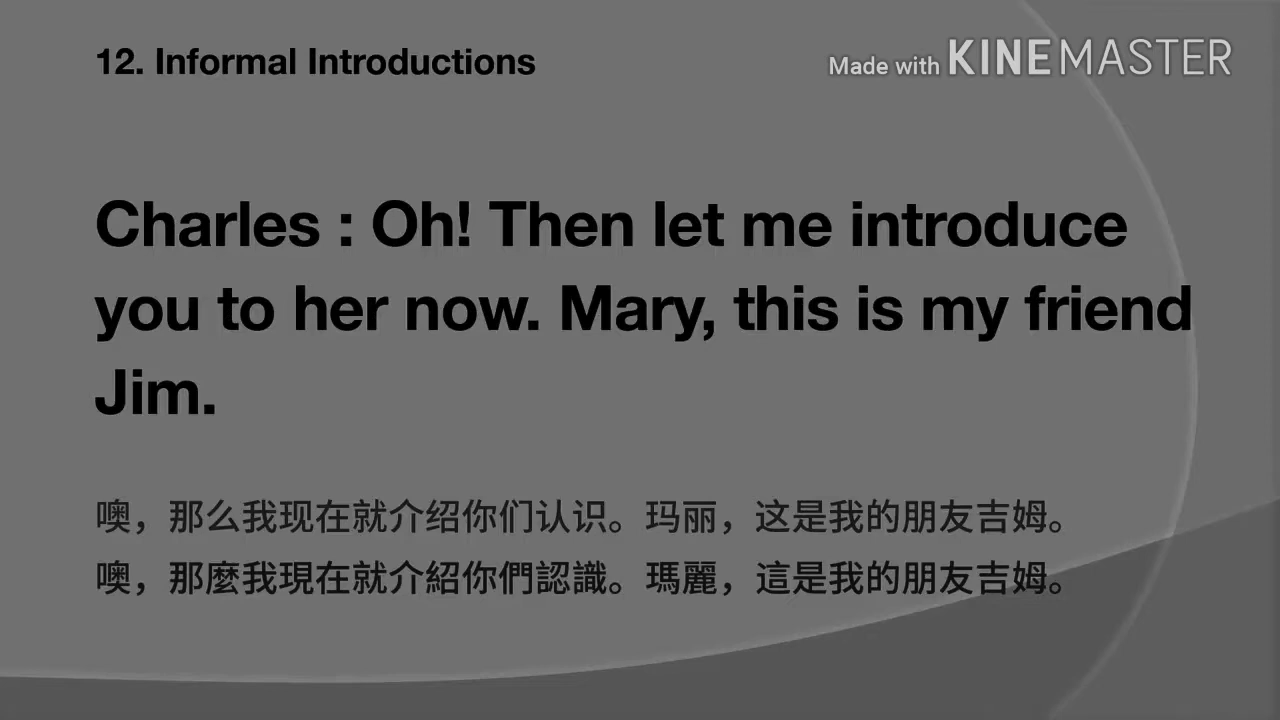 12. Informal Introductions
Made with KINEMASTER
Charles : Oh! Then let me introduce
you to her now. Mary, this is my friend
Jim.
噢，那么我现在就介绍你们认识。玛丽，这是我的朋友吉姆。
噢，那麼我現在就介紹你們認識。瑪麗，這是我的朋友吉姆。